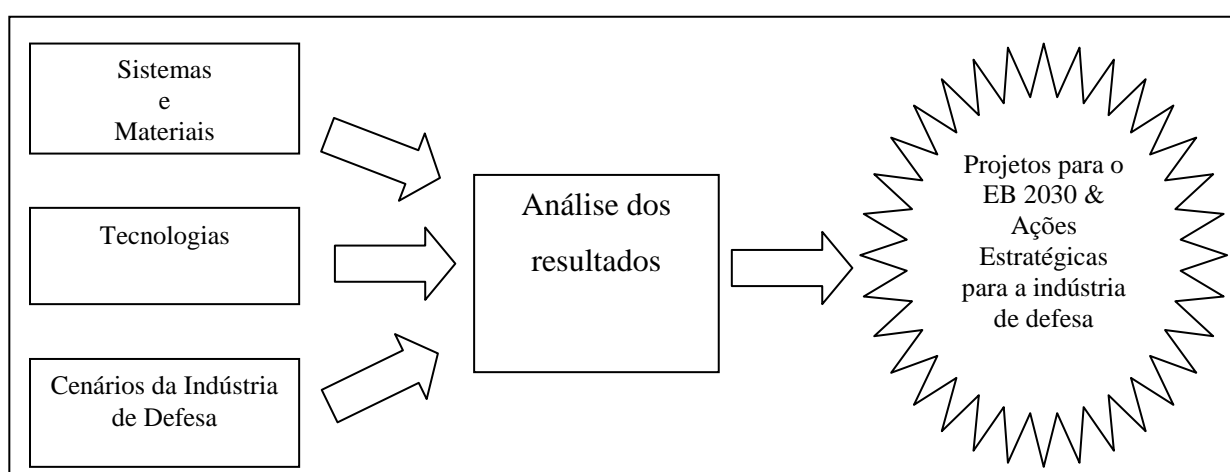 Sistemas
e
Materiais
Tecnologias
Cenários da Indústria
de Defesa
Análise dos
resultados
Projetos para o
EB 2030 &
Ações
Estratégicas
para a indústria
de defesa